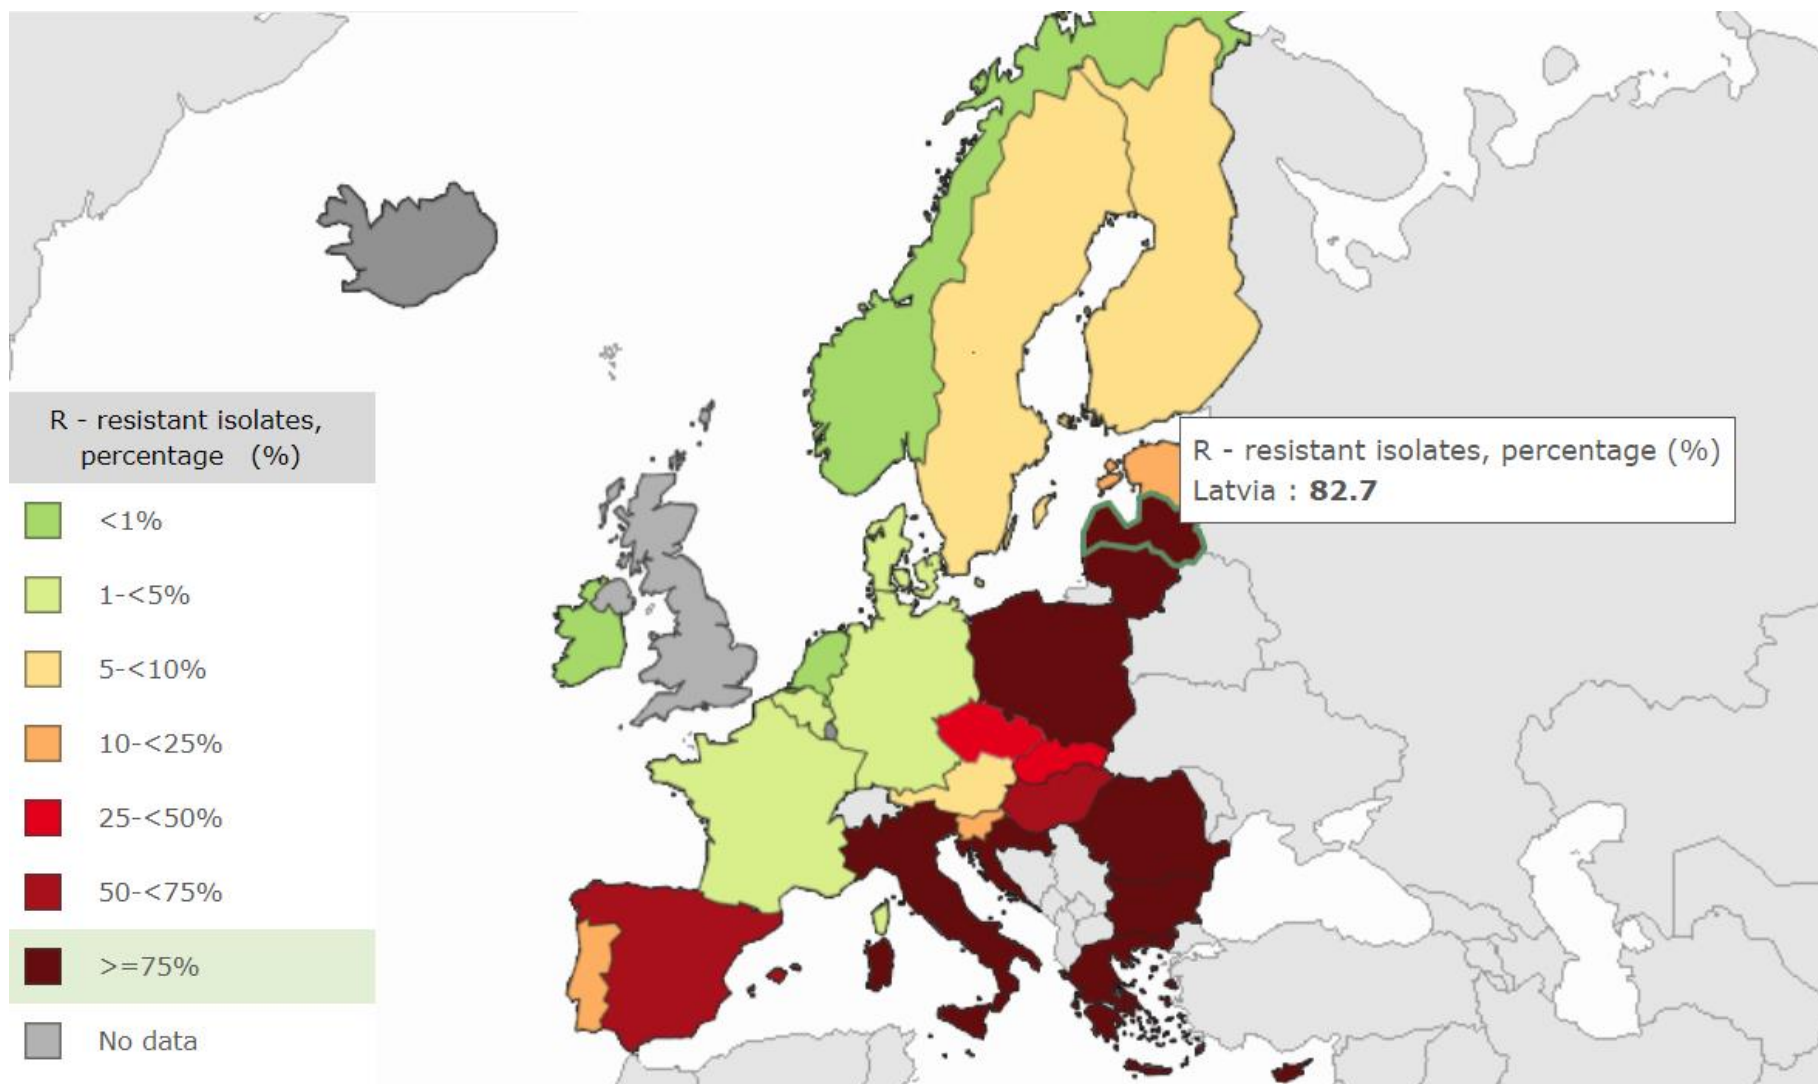 R - resistant isolates,
percentage (%)
<1%
1-<5%
5-<10%
10-<25%
25-<50%
50-<75%
>=75%
No data
R - resistant isolates, percentage (%)
Latvia : 82.7